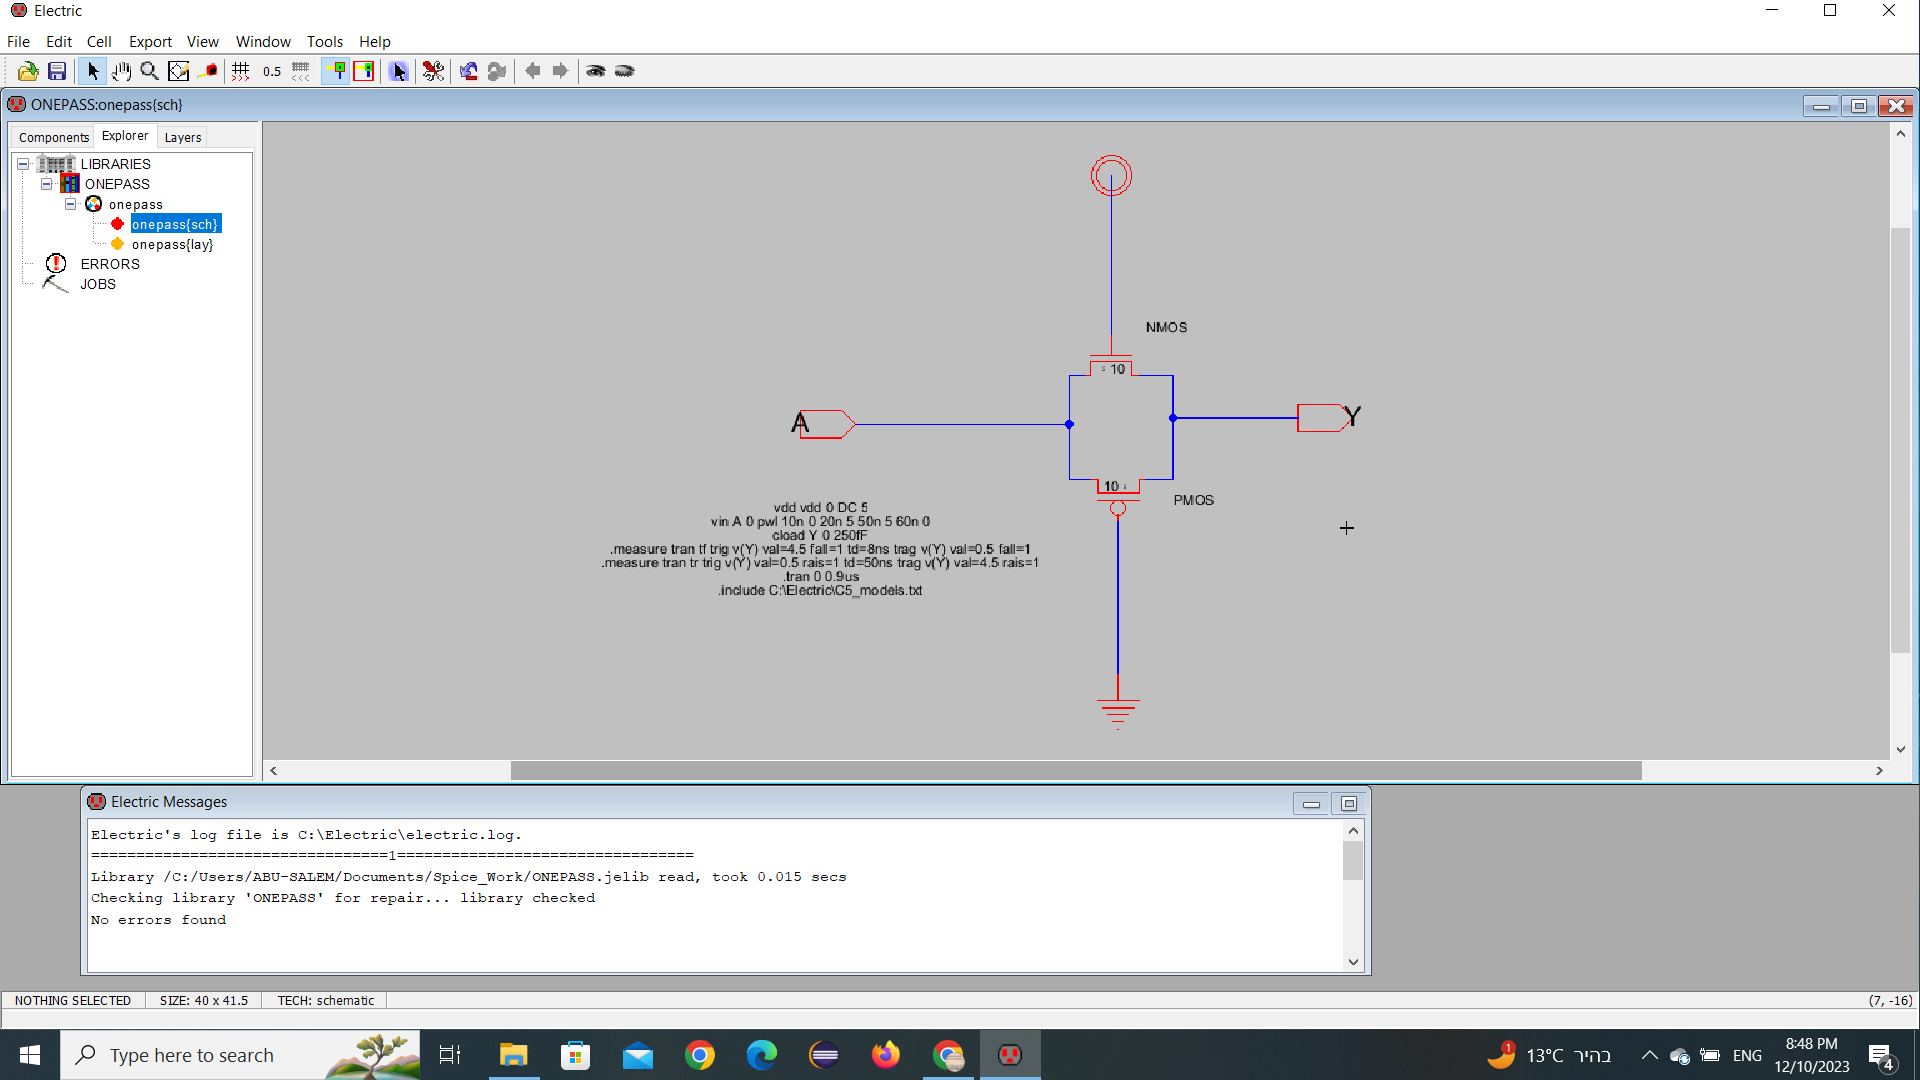 Electric
File Edit Cell Export View Window Tools Help
0.5
ONEPASS:onepass{sch}
Components Explorer Layers
LIBRARIES
ONEPASS
onepass
onepass{sch}
onepass{lay}
ERRORS
JOBS
NMOS
10
A
Y
10
PMOS
vdd vdd 0 DC 5
vin A 0 pwl 10n 0 20n 5 50n 5 60n 0
cload Y 0 250fF
.measure tran tf trig v(Y) val=4.5 fall=1 td=8ns trag v(Y) val=0.5 fall=1
.measure tran tr trig v(Y) val=0.5 rais=1 td=50ns trag v(Y) val=4.5 rais=1
.tran 0 0.9us
.include C:\Electric\C5_models.txt
Electric Messages
Electric's log file is C:\Electric\electric.log.
=================================1=================================
Library /C:/Users/ABU-SALEM/Documents/Spice_Work/ONEPASS.jelib read, took 0.015 secs
Checking library 'ONEPASS' for repair... library checked
No errors found
NOTHING SELECTED SIZE: 40 x 41.5 TECH: schematic (7, -16)
Type here to search
1 13°C בהיר ENG
8:48 PM
12/10/2023
4